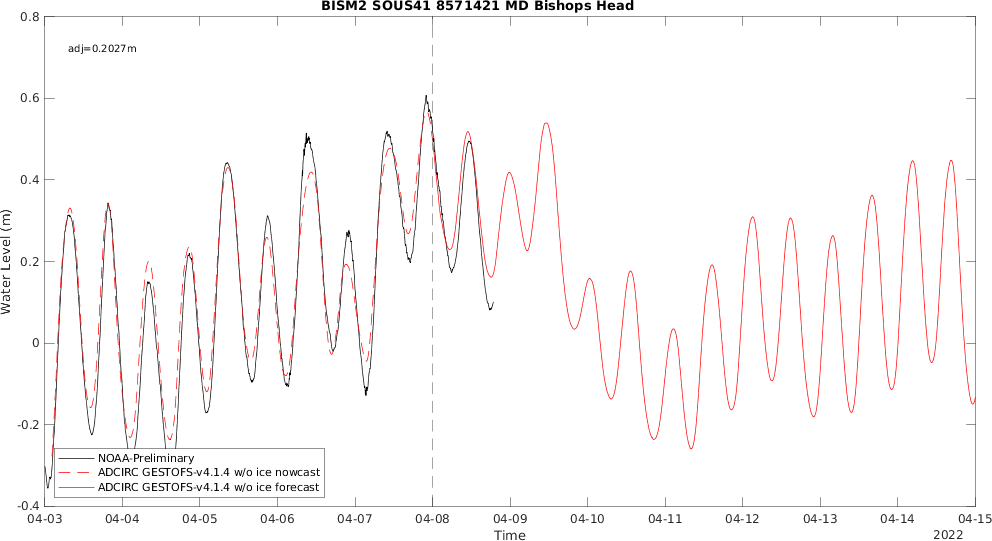 BISM2 SOUS41 8571421 MD Bishops Head
adj=0.2027m
0.8
0.6
0.4
0.2
0
-0.2
-0.4
Water Level (m)
NOAA-Preliminary
ADCIRC GESTOFS-v4.1.4 w/o ice nowcast
ADCIRC GESTOFS-v4.1.4 w/o ice forecast
04-03 04-04 04-05 04-06 04-07 04-08 04-09 04-10 04-11 04-12 04-13 04-14 04-15
Time
2022